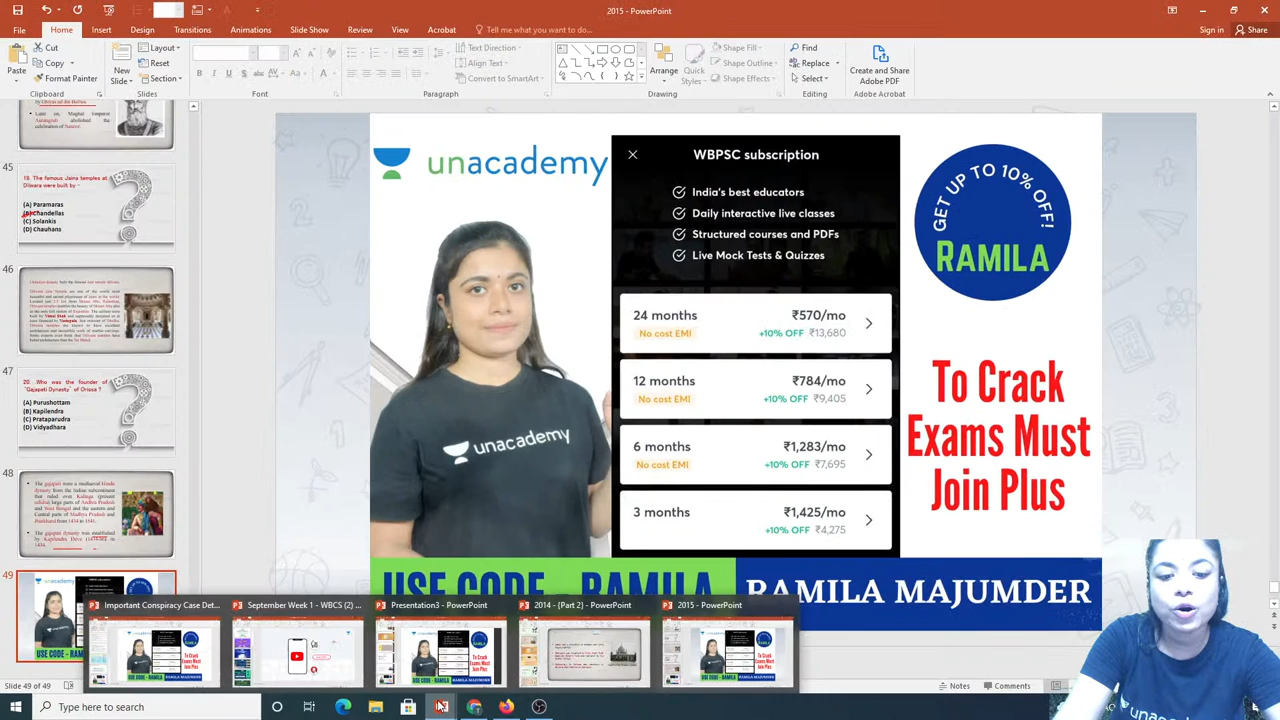 2015 - PowerPoint
File
Home
Insert
Design
Transitions
Animations
Slide Show
Review
View
Acrobat
Tell me what you want to do...
Sign in
Share
Paste
Cut
Copy
Format Painter
Clipboard
New
Slide
Layout
Reset
Section
Slides
Font
Text Direction
Align Text
Convert to SmartArt
Paragraph
Arrange
Quick
Styles
Shape Fill
Shape Outline
Shape Effects
Drawing
Find
Replace
Select
Editing
Create and Share
Adobe PDF
Adobe Acrobat
45
19. The famous Jaina temples at
Dilwara were built by -
(A) Paramaras
(B) Chandellas
(C) Solankis
(D) Chauhans
46
47
20. Who was the founder of
"Gajapati Dynasty" of Orissa ?
(A) Purushottam
(B) Kapilendra
(C) Prataparudra
(D) Vidyadhara
48
49
unacademy
unacademy
WBPSC subscription
India's best educators
Daily interactive live classes
Structured courses and PDFs
Live Mock Tests & Quizzes
24 months ₹570/mo
No cost EMI +10% OFF ₹13,680
12 months ₹784/mo
No cost EMI +10% OFF ₹9,405
6 months ₹1,283/mo
No cost EMI +10% OFF ₹7,695
3 months ₹1,425/mo
+10% OFF ₹4,275
GET UP TO 10% OFF!
RAMILA
To Crack
Exams Must
Join Plus
USE CODE - RAMILA
RAMILA MAJUMDER
Important Conspiracy Case Det...
September Week 1 - WBCS (2) ...
Presentation3 - PowerPoint
2014 - (Part 2) - PowerPoint
2015 - PowerPoint
Slide 49 of 49
Notes
Comments
Type here to search